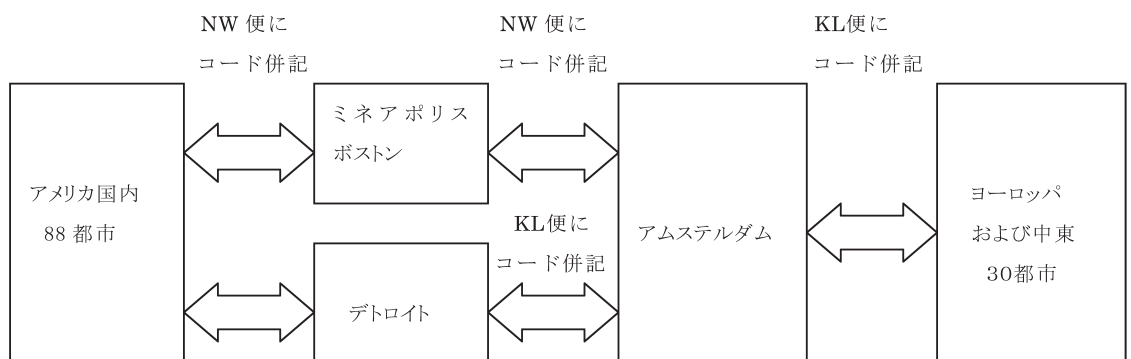 NW 便に
コード併記
NW 便に
コード併記
KL便に
コード併記
アメリカ国内
88 都市
ミネアポリス
ボストン
KL便に
コード併記
デトロイト
アムステルダム
ヨーロッパ
および中東
30都市